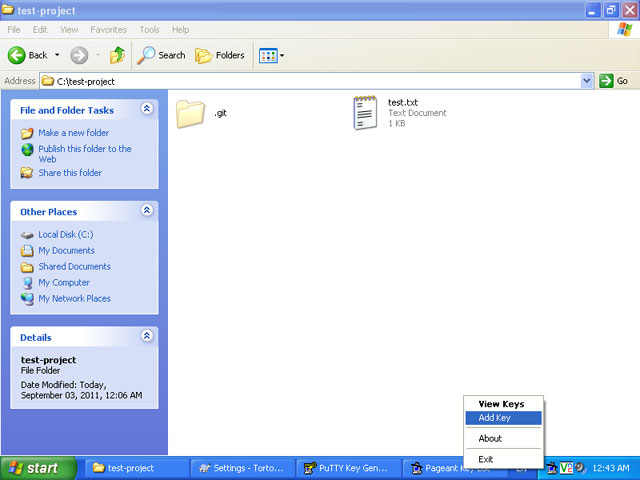 test-project
File Edit View Favorites Tools Help
Back Search Folders
Address C:\test-project Go
File and Folder Tasks
Make a new folder
Publish this folder to the
Web
Share this folder
Other Places
Local Disk (C:)
My Documents
Shared Documents
My Computer
My Network Places
Details
test-project
File Folder
Date Modified: Today,
September 03, 2011, 12:06 AM
.git
test.txt
Text Document
1 KB
View Keys
Add Key
About
Exit
start test-project Settings - Torto... PuTTY Key Gen... Pageant Key List EN 12:43 AM